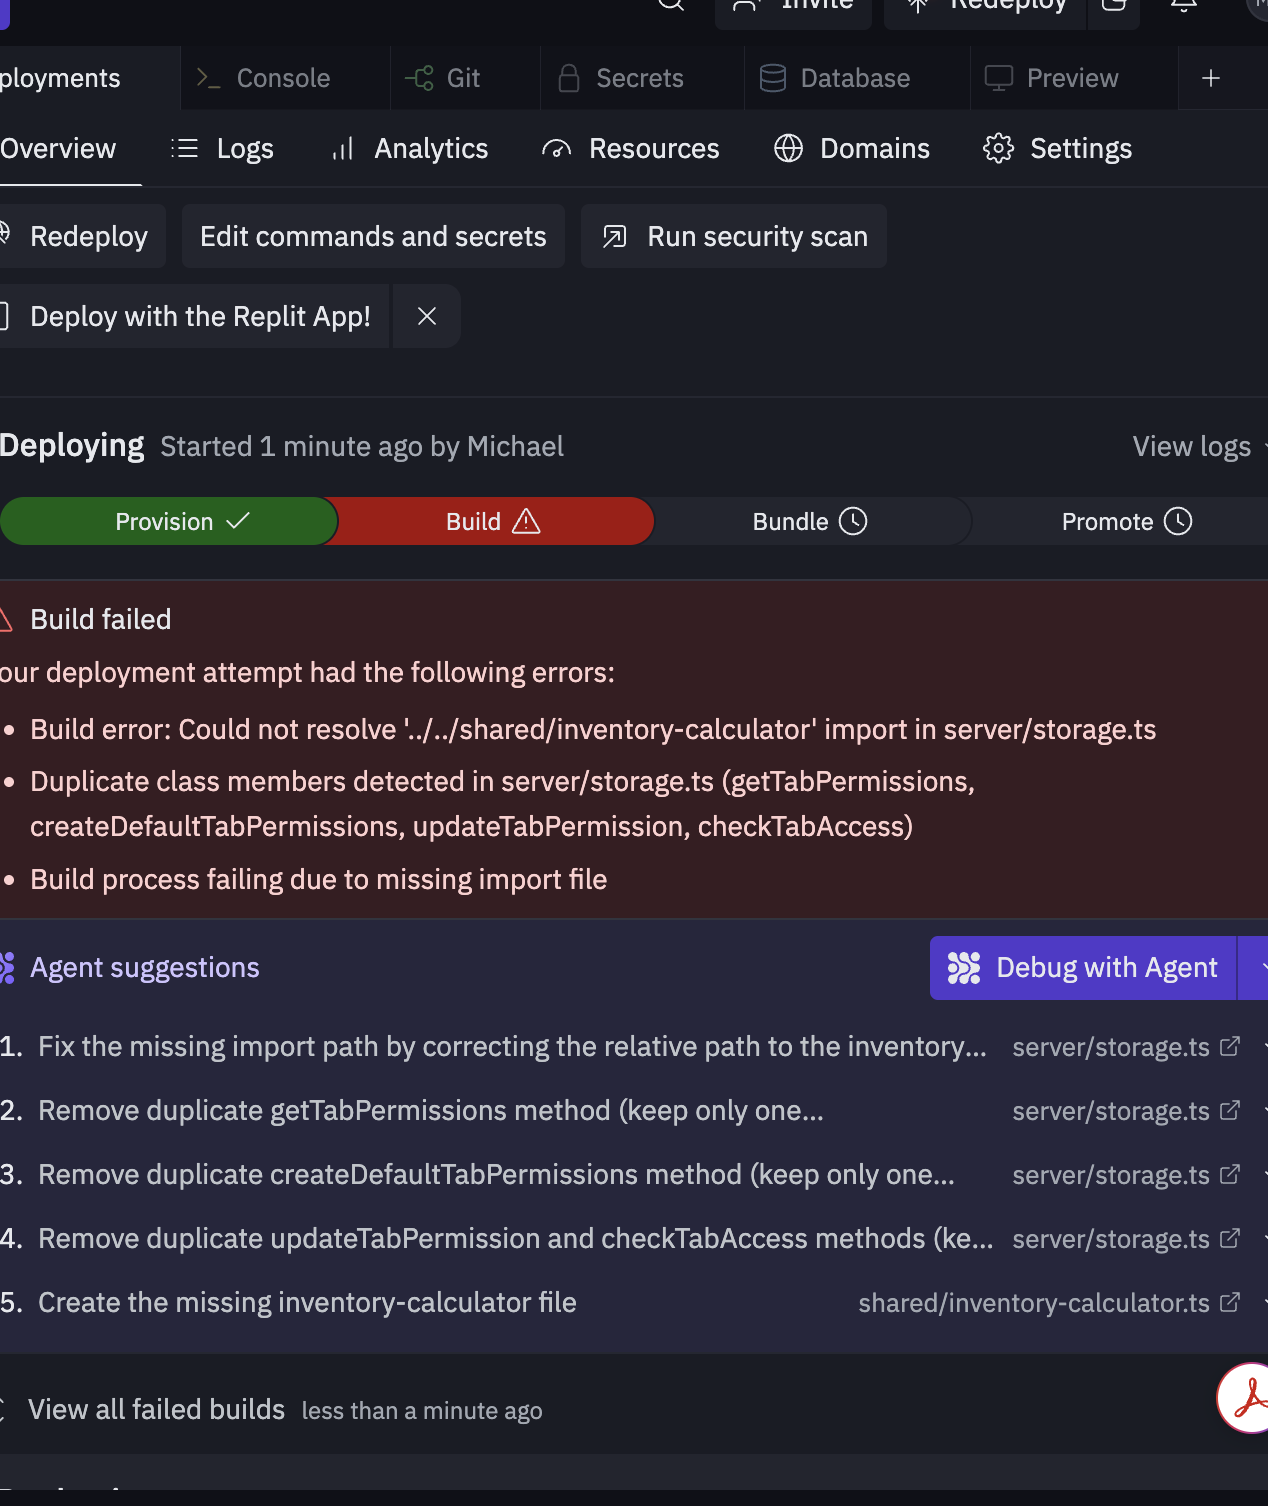 Invite
Redeploy
ployments
Console
Git
Secrets
Database
Preview
Overview
Logs
Analytics
Resources
Domains
Settings
Redeploy
Edit commands and secrets
Run security scan
Deploy with the Replit App!
Deploying Started 1 minute ago by Michael
View logs
Provision
Build
Bundle
Promote
Build failed
our deployment attempt had the following errors:
• Build error: Could not resolve '../../shared/inventory-calculator' import in server/storage.ts
• Duplicate class members detected in server/storage.ts (getTabPermissions,
createDefaultTabPermissions, updateTabPermission, checkTabAccess)
• Build process failing due to missing import file
Agent suggestions
Debug with Agent
1. Fix the missing import path by correcting the relative path to the inventory... server/storage.ts
2. Remove duplicate getTabPermissions method (keep only one... server/storage.ts
3. Remove duplicate createDefaultTabPermissions method (keep only one... server/storage.ts
4. Remove duplicate updateTabPermission and checkTabAccess methods (ke... server/storage.ts
5. Create the missing inventory-calculator file shared/inventory-calculator.ts
View all failed builds less than a minute ago